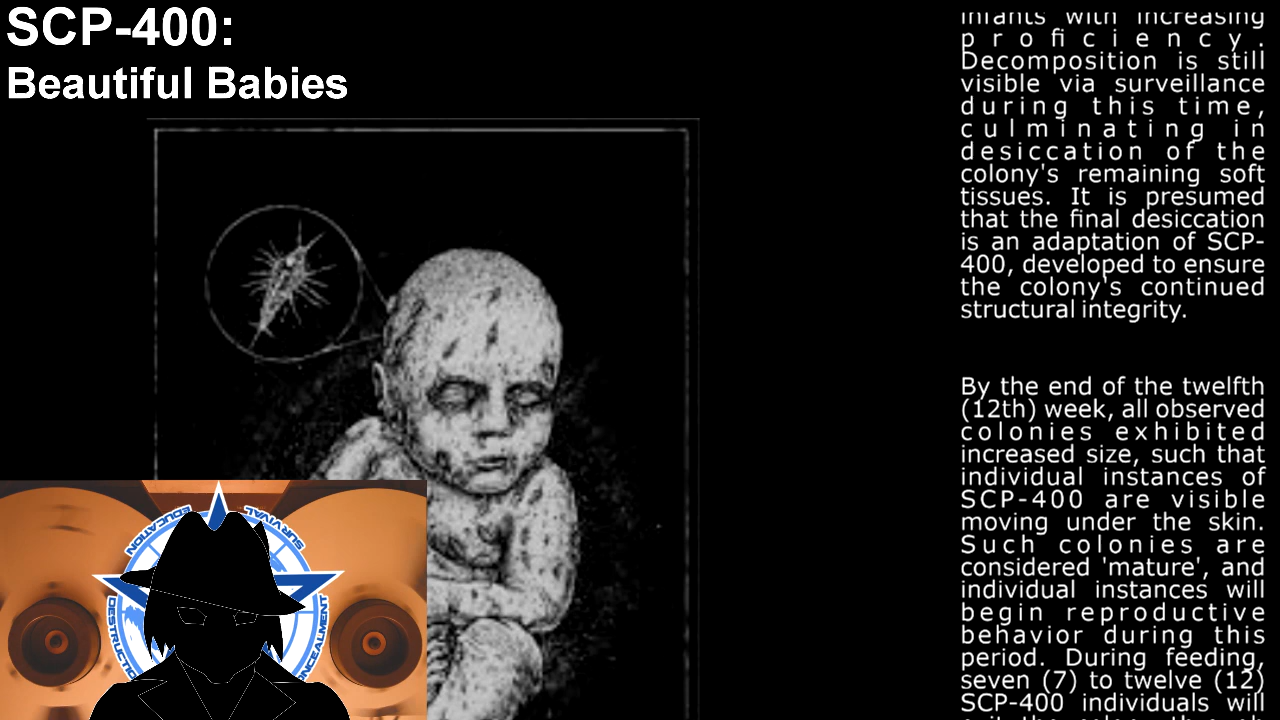 SCP-400:
Beautiful Babies
infants with increasing
proficiency.
Decomposition is still
visible via surveillance
during this time,
culminating in
desiccation of the
colony's remaining soft
tissues. It is presumed
that the final desiccation
is an adaptation of SCP-
400, developed to ensure
the colony's continued
structural integrity.
By the end of the twelfth
(12th) week, all observed
colonies exhibited
increased size, such that
individual instances of
SCP-400 are visible
moving under the skin.
Such colonies are
considered 'mature', and
individual instances will
begin reproductive
behavior during this
period. During feeding,
seven (7) to twelve (12)
SCP-400 individuals will
EDUCATION
SURVIVAL